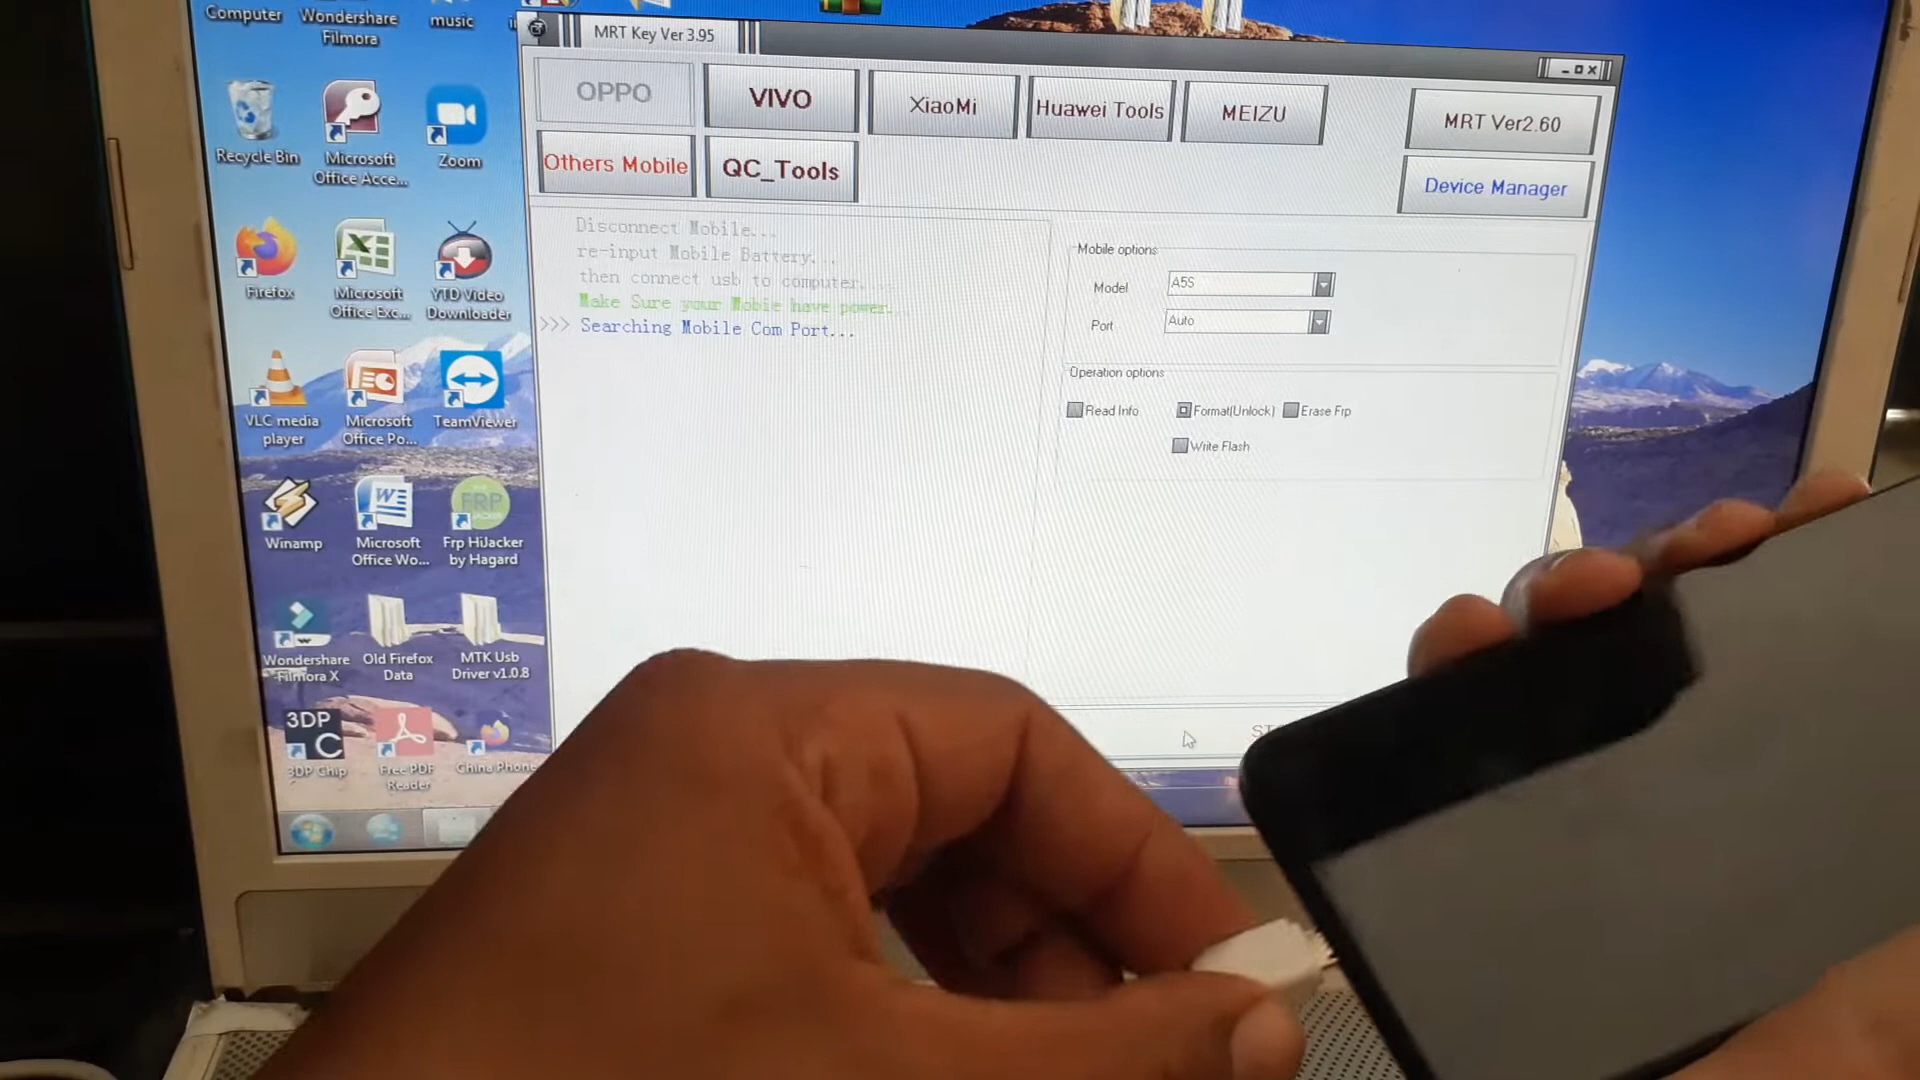 Computer
Wondershare
Filmora
music
MRT Key Ver 3.95
OPPO
VIVO
XiaoMi
Huawei Tools
MEIZU
MRT Ver2.60
Others Mobile
QC_Tools
Device Manager
Recycle Bin
Microsoft
Office Acce...
Zoom
Disconnect Mobile...
re-input Mobile Battery...
then connect usb to computer.
Make Sure your Mobie have power.
>>> Searching Mobile Com Port...
Mobile options
Model
A5S
Port
Auto
Operation options
Read Info
Format(Unlock)
Erase Frp
Write Flash
Firefox
Microsoft
Office Exc...
YTD Video
Downloader
VLC media
player
Microsoft
Office Po...
TeamViewer
Winamp
Microsoft
Office Wo...
FRP
Frp HiJacker
by Hagard
Wondershare
Filmora X
Old Firefox
Data
MTK Usb
Driver v1.0.8
3DP
C
3DP Chip
Free PDF
Reader
China Phone